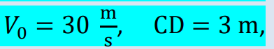 V₀ = 30 m/s, CD = 3 m,